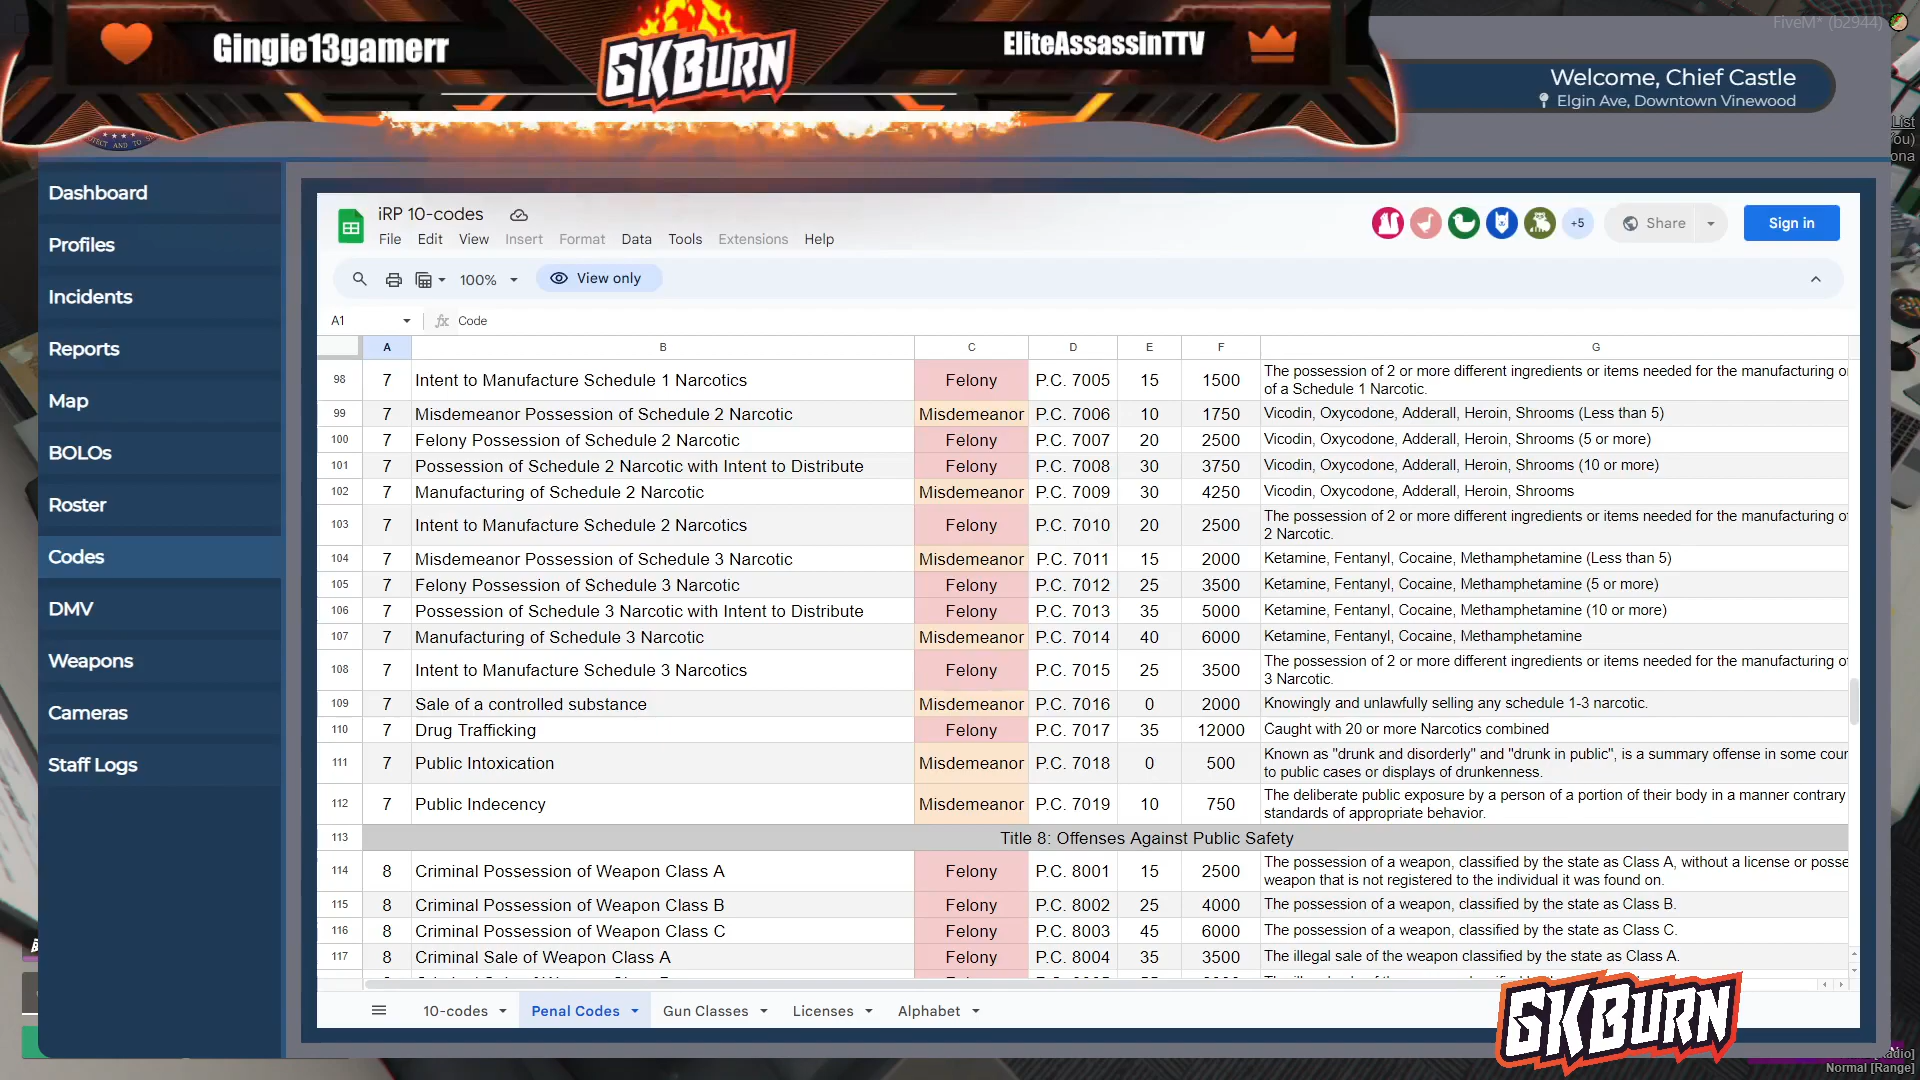 FiveM* (b2944)
Gingie13gamerr
GKBURN
EliteAssassinTTV
Welcome, Chief Castle
Elgin Ave, Downtown Vinewood
List
Dashboard
Profiles
Incidents
Reports
Map
BOLOs
Roster
Codes
DMV
Weapons
Cameras
Staff Logs
iRP 10-codes
File Edit View Insert Format Data Tools Extensions Help
+5
Share
Sign in
100%
View only
A1
fx Code
A B C D E F G
98 7 Intent to Manufacture Schedule 1 Narcotics Felony P.C. 7005 15 1500 The possession of 2 or more different ingredients or items needed for the manufacturing
of a Schedule 1 Narcotic.
99 7 Misdemeanor Possession of Schedule 2 Narcotic Misdemeanor P.C. 7006 10 1750 Vicodin, Oxycodone, Adderall, Heroin, Shrooms (Less than 5)
100 7 Felony Possession of Schedule 2 Narcotic Felony P.C. 7007 20 2500 Vicodin, Oxycodone, Adderall, Heroin, Shrooms (5 or more)
101 7 Possession of Schedule 2 Narcotic with Intent to Distribute Felony P.C. 7008 30 3750 Vicodin, Oxycodone, Adderall, Heroin, Shrooms (10 or more)
102 7 Manufacturing of Schedule 2 Narcotic Misdemeanor P.C. 7009 30 4250 Vicodin, Oxycodone, Adderall, Heroin, Shrooms
103 7 Intent to Manufacture Schedule 2 Narcotics Felony P.C. 7010 20 2500 The possession of 2 or more different ingredients or items needed for the manufacturing
2 Narcotic.
104 7 Misdemeanor Possession of Schedule 3 Narcotic Misdemeanor P.C. 7011 15 2000 Ketamine, Fentanyl, Cocaine, Methamphetamine (Less than 5)
105 7 Felony Possession of Schedule 3 Narcotic Felony P.C. 7012 25 3500 Ketamine, Fentanyl, Cocaine, Methamphetamine (5 or more)
106 7 Possession of Schedule 3 Narcotic with Intent to Distribute Felony P.C. 7013 35 5000 Ketamine, Fentanyl, Cocaine, Methamphetamine (10 or more)
107 7 Manufacturing of Schedule 3 Narcotic Misdemeanor P.C. 7014 40 6000 Ketamine, Fentanyl, Cocaine, Methamphetamine
108 7 Intent to Manufacture Schedule 3 Narcotics Felony P.C. 7015 25 3500 The possession of 2 or more different ingredients or items needed for the manufacturing
3 Narcotic.
109 7 Sale of a controlled substance Misdemeanor P.C. 7016 0 2000 Knowingly and unlawfully selling any schedule 1-3 narcotic.
110 7 Drug Trafficking Felony P.C. 7017 35 12000 Caught with 20 or more Narcotics combined
111 7 Public Intoxication Misdemeanor P.C. 7018 0 500 Known as "drunk and disorderly" and "drunk in public", is a summary offense in some cour
to public cases or displays of drunkenness.
112 7 Public Indecency Misdemeanor P.C. 7019 10 750 The deliberate public exposure by a person of a portion of their body in a manner contrary
standards of appropriate behavior.
113 Title 8: Offenses Against Public Safety
114 8 Criminal Possession of Weapon Class A Felony P.C. 8001 15 2500 The possession of a weapon, classified by the state as Class A, without a license or posse
weapon that is not registered to the individual it was found on.
115 8 Criminal Possession of Weapon Class B Felony P.C. 8002 25 4000 The possession of a weapon, classified by the state as Class B.
116 8 Criminal Possession of Weapon Class C Felony P.C. 8003 45 6000 The possession of a weapon, classified by the state as Class C.
117 8 Criminal Sale of Weapon Class A Felony P.C. 8004 35 3500 The illegal sale of the weapon classified by the state as Class A.
10-codes Penal Codes Gun Classes Licenses Alphabet
GKBURN
Normal [Range]